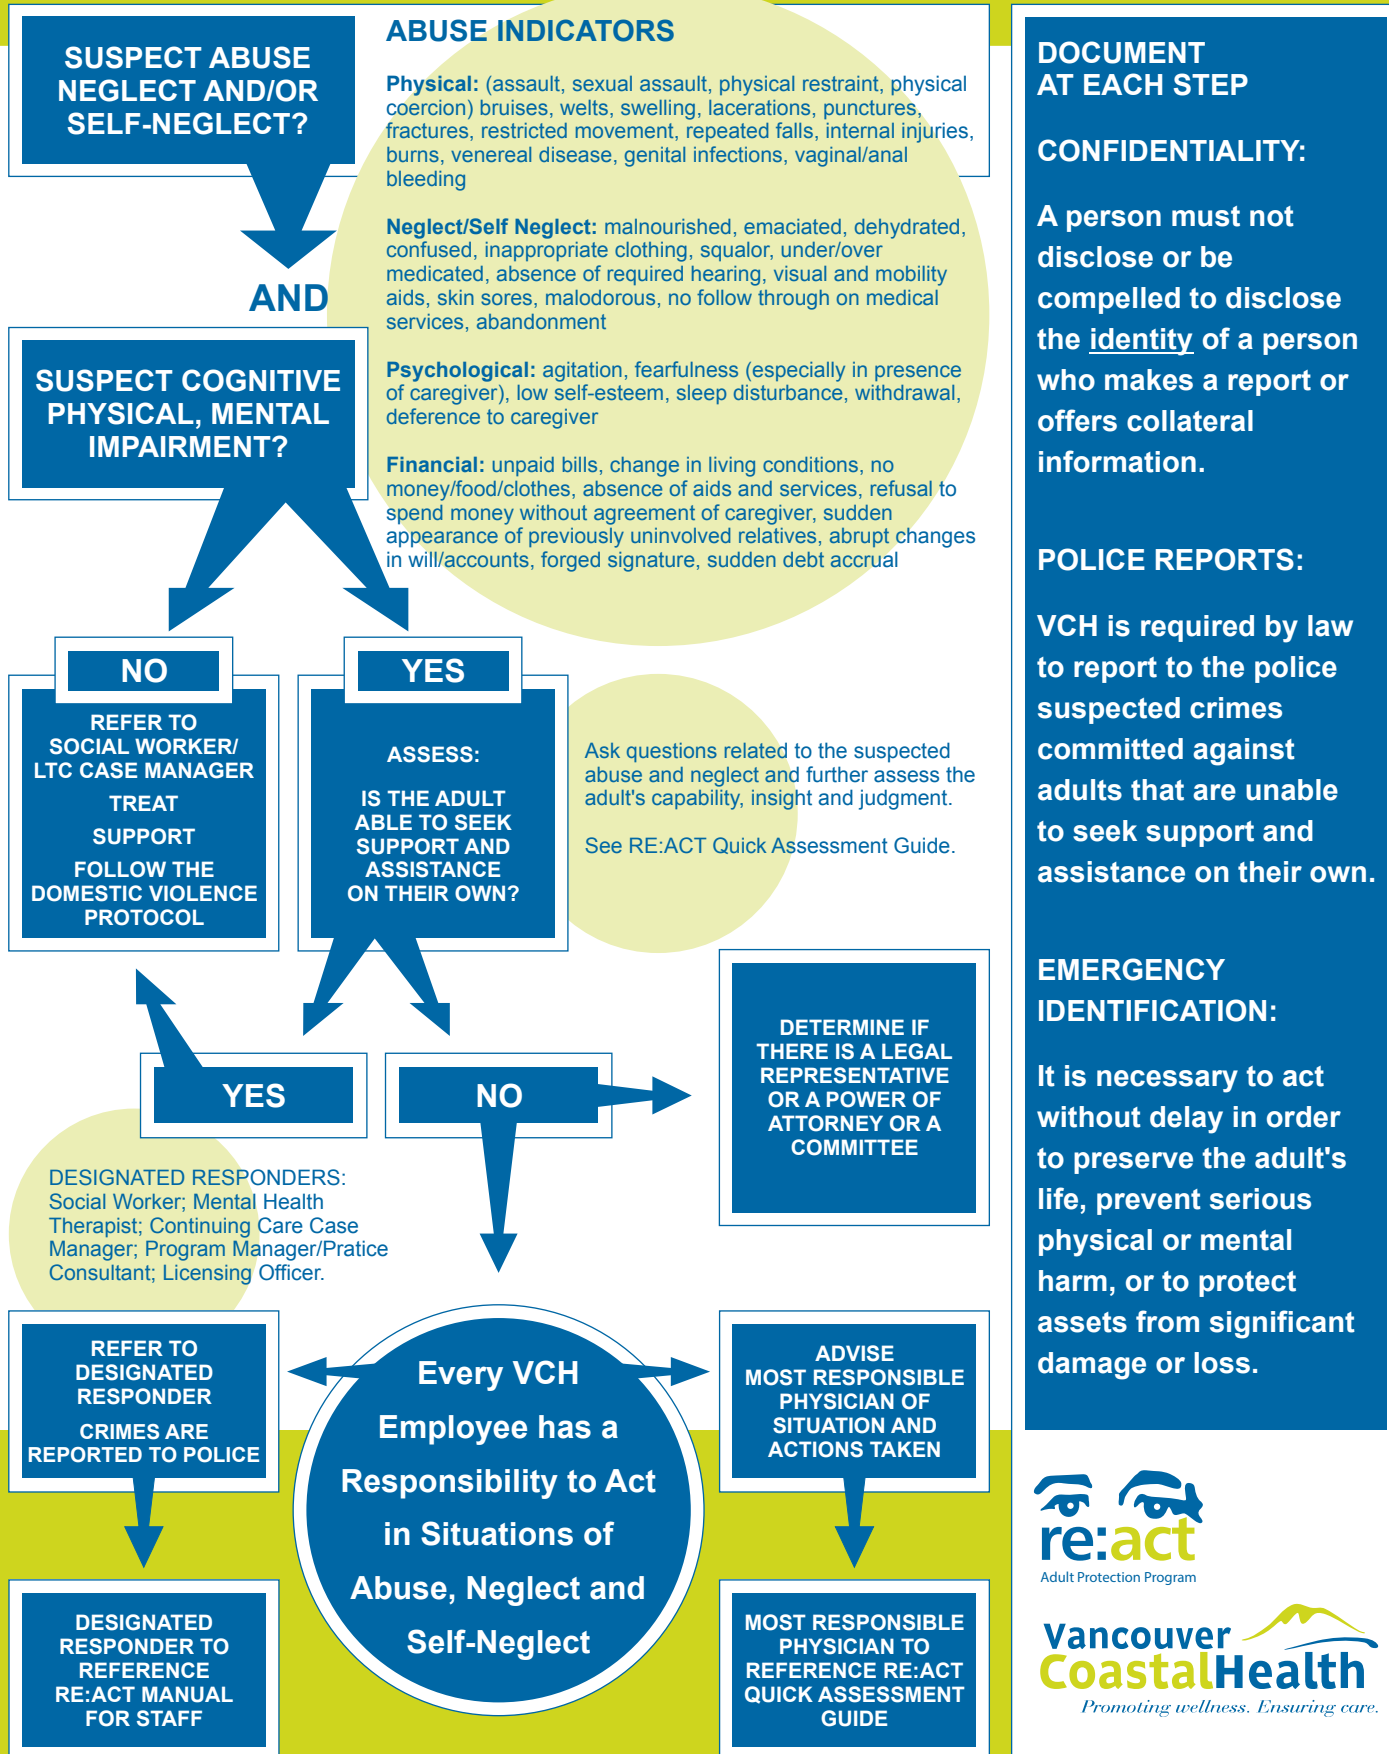 SUSPECT ABUSE
NEGLECT AND/OR
SELF-NEGLECT?
AND
SUSPECT COGNITIVE
PHYSICAL, MENTAL
IMPAIRMENT?
ABUSE INDICATORS
Physical: (assault, sexual assault, physical restraint, physical
coercion) bruises, welts, swelling, lacerations, punctures,
fractures, restricted movement, repeated falls, internal injuries,
burns, venereal disease, genital infections, vaginal/anal
bleeding
Neglect/Self Neglect: malnourished, emaciated, dehydrated,
confused, inappropriate clothing, squalor, under/over
medicated, absence of required hearing, visual and mobility
aids, skin sores, malodorous, no follow through on medical
services, abandonment
Psychological: agitation, fearfulness (especially in presence
of caregiver), low self-esteem, sleep disturbance, withdrawal,
deference to caregiver
Financial: unpaid bills, change in living conditions, no
money/food/clothes, absence of aids and services, refusal to
spend money without agreement of caregiver, sudden
appearance of previously uninvolved relatives, abrupt changes
in will/accounts, forged signature, sudden debt accrual
NO
REFER TO
SOCIAL WORKER/
LTC CASE MANAGER
TREAT
SUPPORT
FOLLOW THE
DOMESTIC VIOLENCE
PROTOCOL
YES
ASSESS:
IS THE ADULT
ABLE TO SEEK
SUPPORT AND
ASSISTANCE
ON THEIR OWN?
Ask questions related to the suspected
abuse and neglect and further assess the
adult's capability, insight and judgment.
See RE:ACT Quick Assessment Guide.
YES
NO
DETERMINE IF
THERE IS A LEGAL
REPRESENTATIVE
OR A POWER OF
ATTORNEY OR A
COMMITTEE
DESIGNATED RESPONDERS:
Social Worker; Mental Health
Therapist; Continuing Care Case
Manager; Program Manager/Pratice
Consultant; Licensing Officer.
REFER TO
DESIGNATED
RESPONDER
CRIMES ARE
REPORTED TO POLICE
DESIGNATED
RESPONDER TO
REFERENCE
RE:ACT MANUAL
FOR STAFF
Every VCH
Employee has a
Responsibility to Act
in Situations of
Abuse, Neglect and
Self-Neglect
ADVISE
MOST RESPONSIBLE
PHYSICIAN OF
SITUATION AND
ACTIONS TAKEN
MOST RESPONSIBLE
PHYSICIAN TO
REFERENCE RE:ACT
QUICK ASSESSMENT
GUIDE
DOCUMENT
AT EACH STEP
CONFIDENTIALITY:
A person must not
disclose or be
compelled to disclose
the identity of a person
who makes a report or
offers collateral
information.
POLICE REPORTS:
VCH is required by law
to report to the police
suspected crimes
committed against
adults that are unable
to seek support and
assistance on their own.
EMERGENCY
IDENTIFICATION:
It is necessary to act
without delay in order
to preserve the adult's
life, prevent serious
physical or mental
harm, or to protect
assets from significant
damage or loss.
re:act
Adult Protection Program
Vancouver
CoastalHealth
Promoting wellness. Ensuring care.